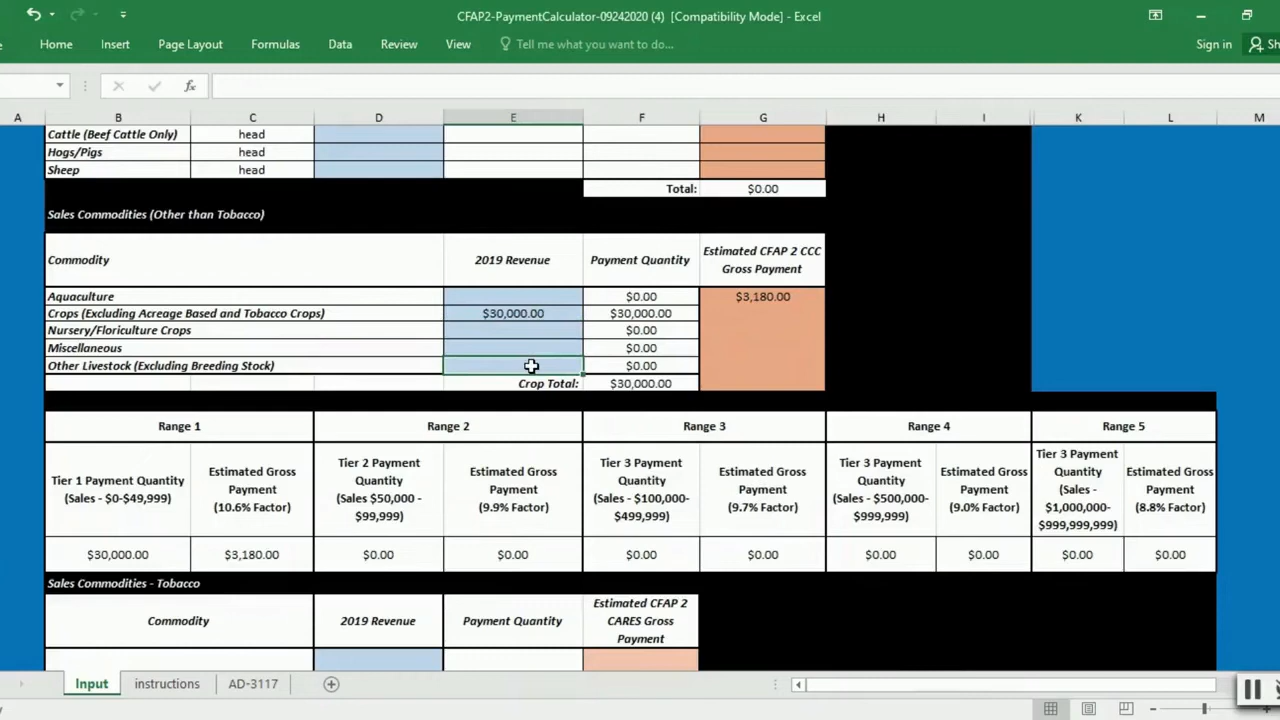 CFAP2-PaymentCalculator-09242020 (4) [Compatibility Mode] - Excel
Home Insert Page Layout Formulas Data Review View Tell me what you want to do... Sign in Sh
fx
A B C D E F G H I J K L M
Cattle (Beef Cattle Only) head
Hogs/Pigs head
Sheep head
Total: $0.00
Sales Commodities (Other than Tobacco)
Commodity 2019 Revenue Payment Quantity Estimated CFAP 2 CCC Gross Payment
Aquaculture $0.00 $3,180.00
Crops (Excluding Acreage Based and Tobacco Crops) $30,000.00 $30,000.00
Nursery/Floriculture Crops $0.00
Miscellaneous $0.00
Other Livestock (Excluding Breeding Stock) $0.00
Crop Total: $30,000.00
Range 1 Range 2 Range 3 Range 4 Range 5
Tier 1 Payment Quantity (Sales - $0-$49,999) Estimated Gross Payment (10.6% Factor) Tier 2 Payment Quantity (Sales $50,000 - $99,999) Estimated Gross Payment (9.9% Factor) Tier 3 Payment Quantity (Sales - $100,000-$499,999) Estimated Gross Payment (9.7% Factor) Tier 3 Payment Quantity (Sales - $500,000-$999,999) Estimated Gross Payment (9.0% Factor) Tier 3 Payment Quantity (Sales - $1,000,000-$999,999,999) Estimated Gross Payment (8.8% Factor)
$30,000.00 $3,180.00 $0.00 $0.00 $0.00 $0.00 $0.00 $0.00 $0.00 $0.00
Sales Commodities - Tobacco
Commodity 2019 Revenue Payment Quantity Estimated CFAP 2 CARES Gross Payment
Input instructions AD-3117